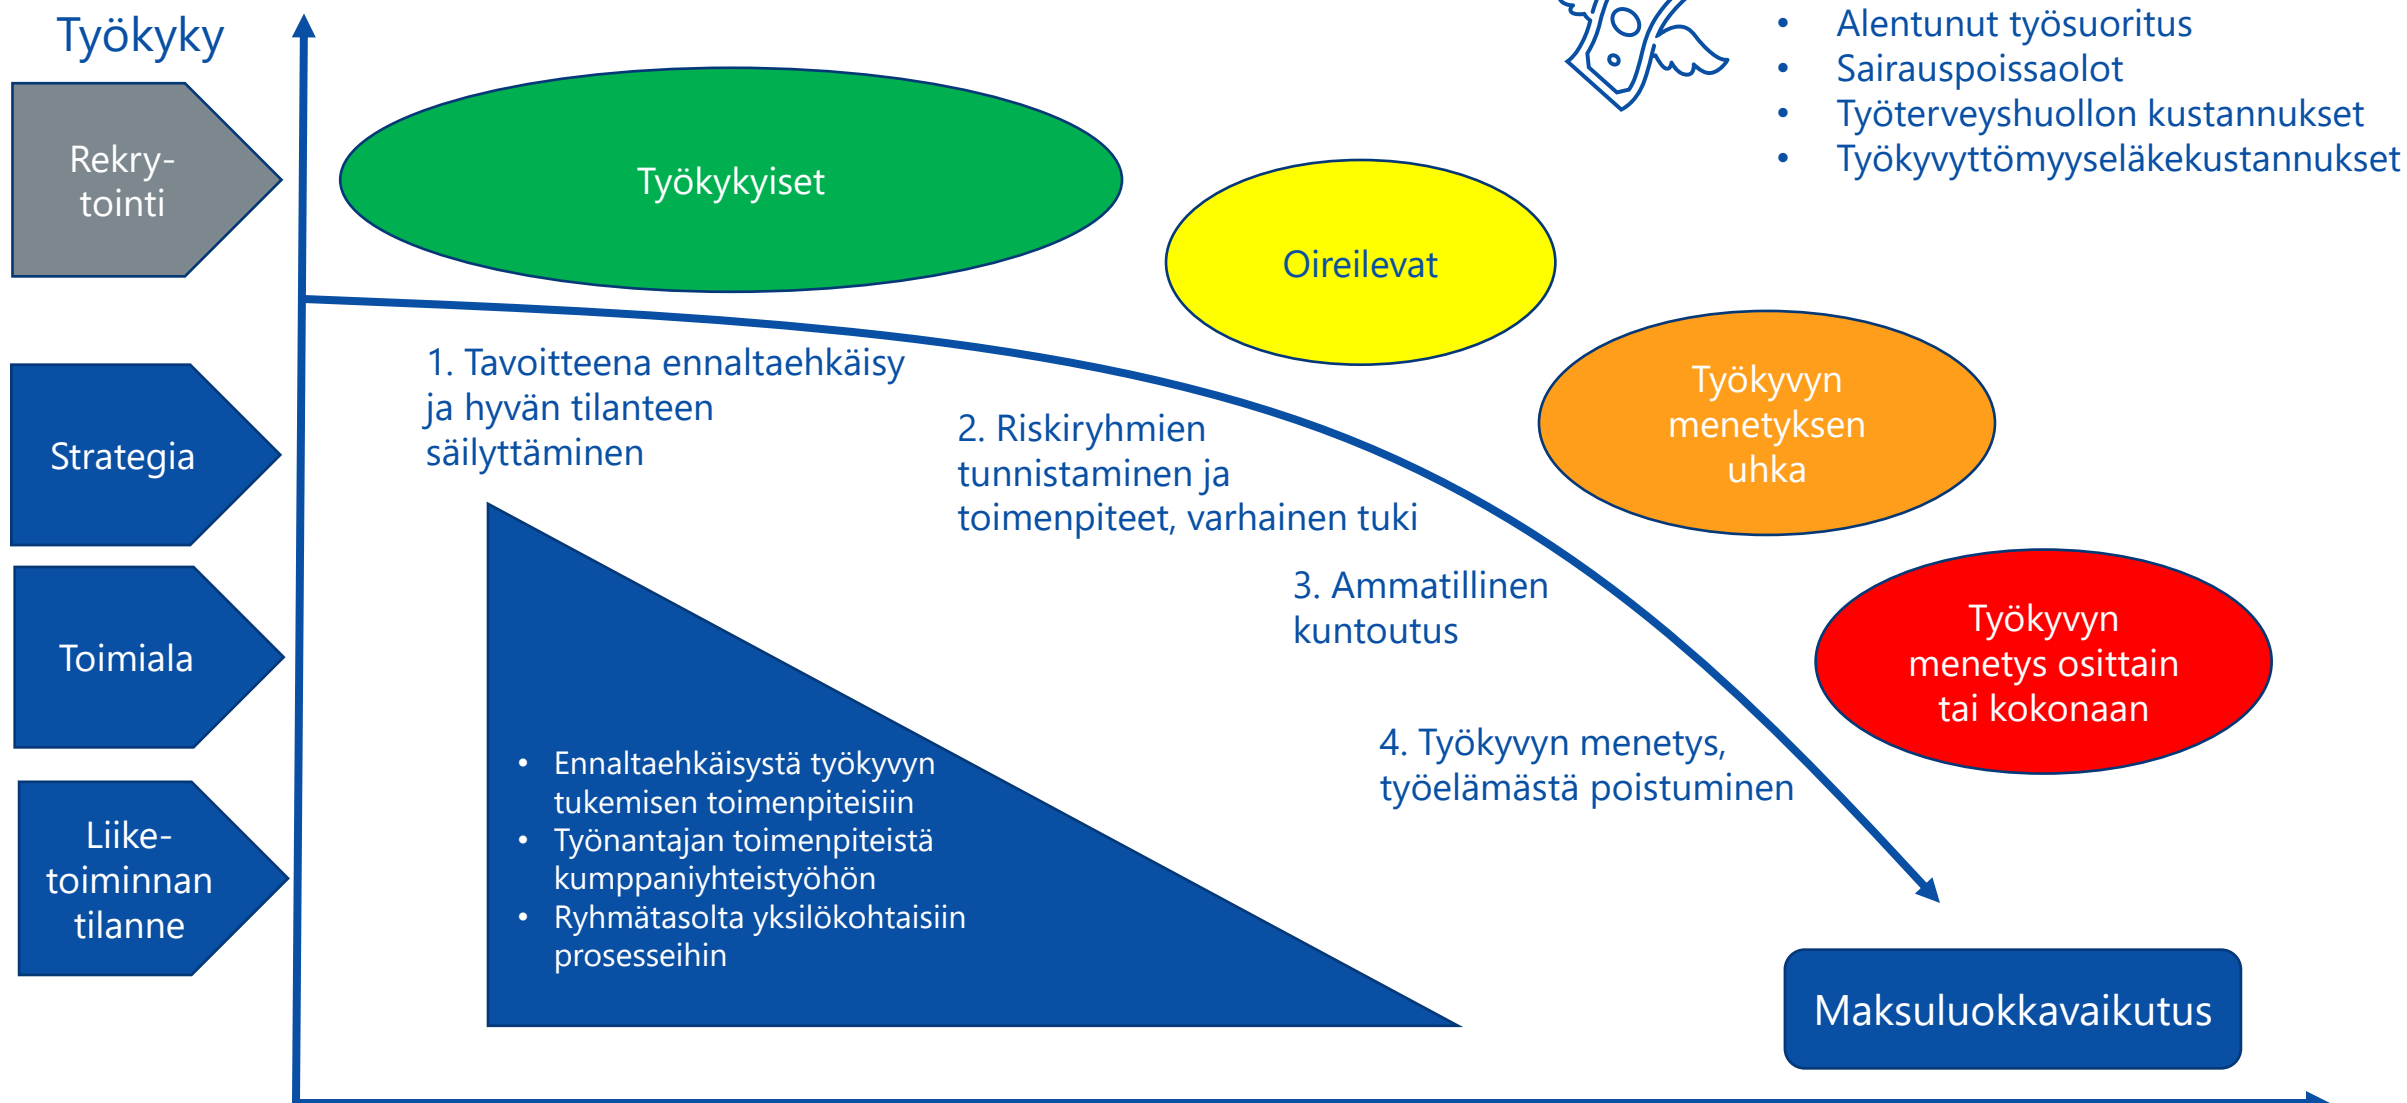 Työkyky
• Alentunut työsuoritus
• Sairauspoissaolot
• Työterveyshuollon kustannukset
• Työkyvyttömyyseläkekustannukset
Rekry-
tointi
Työkykyiset
Oireilevat
Työkyvyn
menetyksen
uhka
Työkyvyn
menetys osittain
tai kokonaan
1. Tavoitteena ennaltaehkäisy
ja hyvän tilanteen
säilyttäminen
2. Riskiryhmien
tunnistaminen ja
toimenpiteet, varhainen tuki
3. Ammatillinen
kuntoutus
4. Työkyvyn menetys,
työelämästä poistuminen
Strategia
Toimiala
Liike-
toiminnan
tilanne
• Ennaltaehkäisystä työkyvyn
tukemisen toimenpiteisiin
• Työnantajan toimenpiteistä
kumppaniyhteistyöhön
• Ryhmätasolta yksilökohtaisiin
prosesseihin
Maksuluokkavaikutus